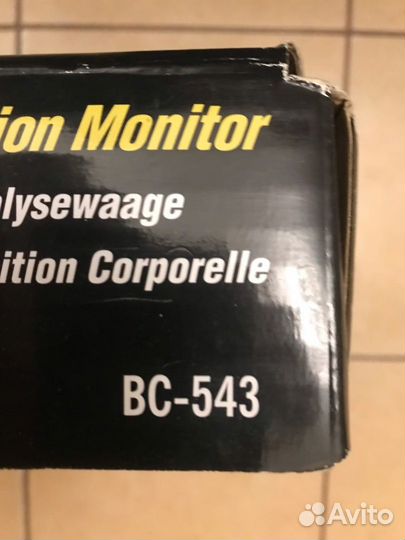 ion Monitor
lysewaage
ition Corporelle
BC-543
Avito